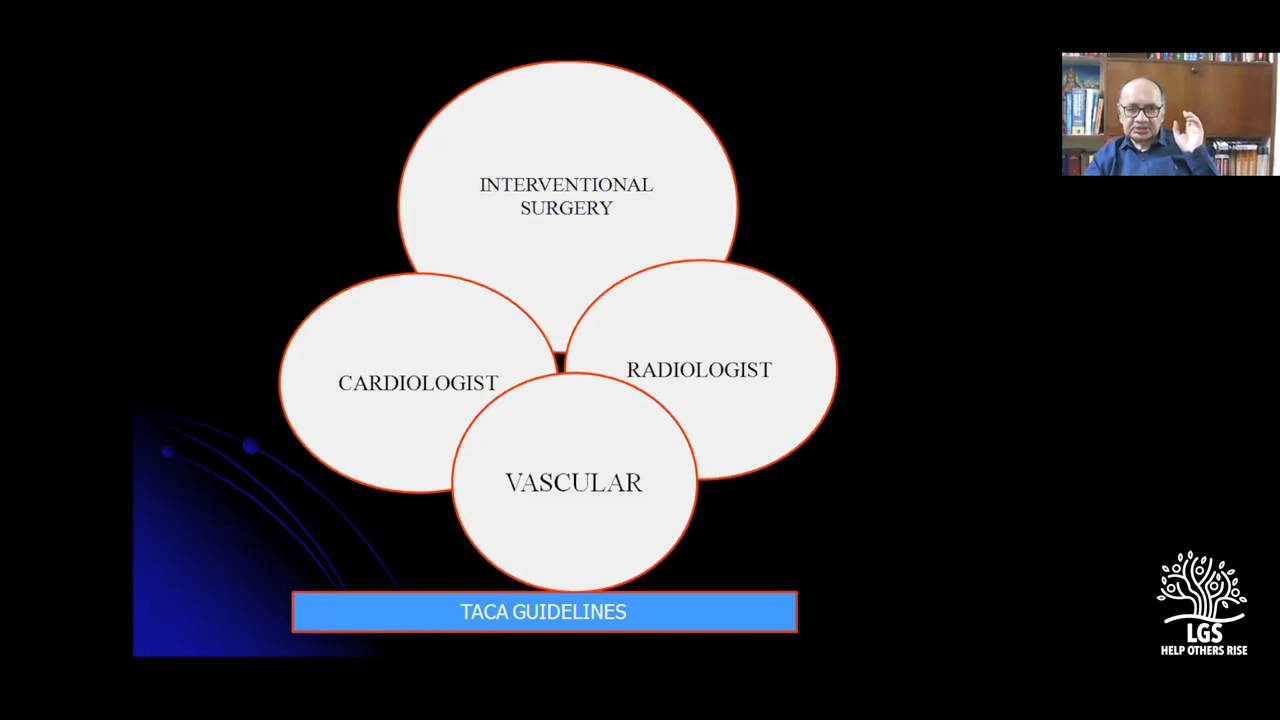 INTERVENTIONAL
SURGERY
CARDIOLOGIST
RADIOLOGIST
VASCULAR
TACA GUIDELINES
LGS
HELP OTHERS RISE